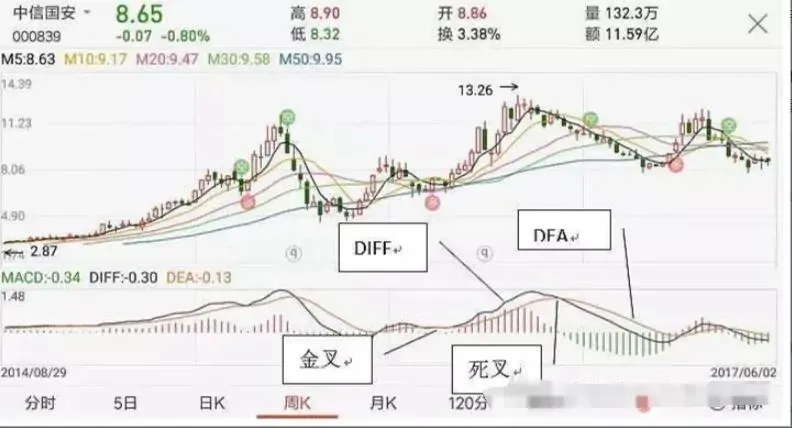 中信国安 8.65 高 8.90 开 8.86 量 132.3万
000839 -0.07 -0.80% 低 8.32 换 3.38% 额 11.59亿
M5:8.63 M10:9.17 M20:9.47 M30:9.58 M50:9.95
14.39
13.26
11.23
8.06
4.90
2.87
q q
DIFF
DEA
MACD:-0.34 DIFF:-0.30 DEA:-0.13
1.48
金叉
死叉
2014/08/29 2017/06/02
分时 5日 日K 周K 月K 120分 指标